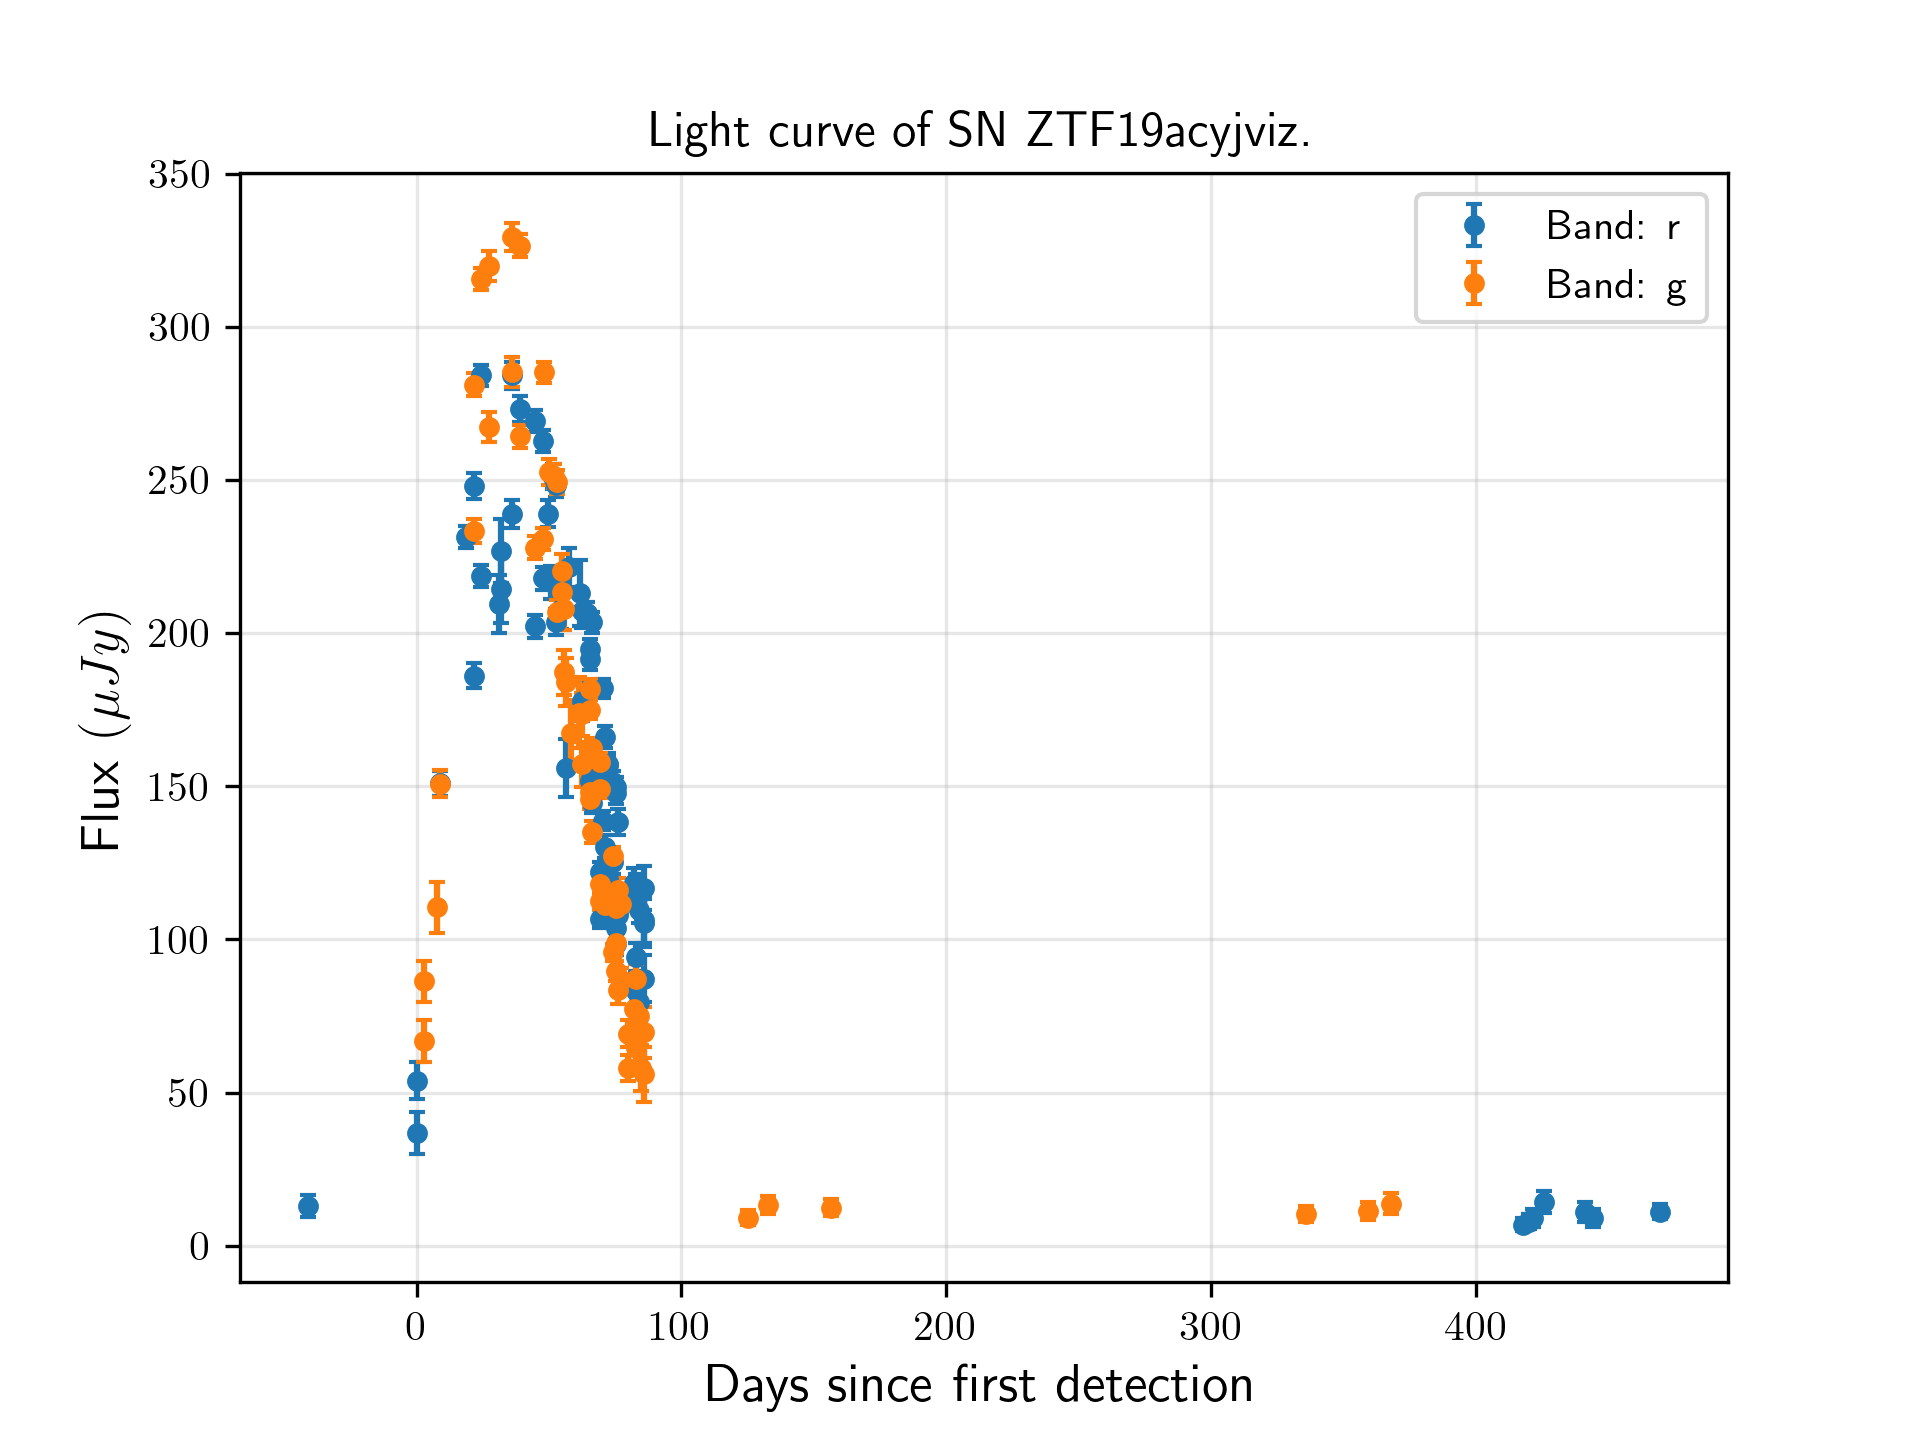 Light curve of SN ZTF19acyjviz.
350
300
250
200
150
100
50
0
Flux (μJy)
Band: r
Band: g
0 100 200 300 400
Days since first detection